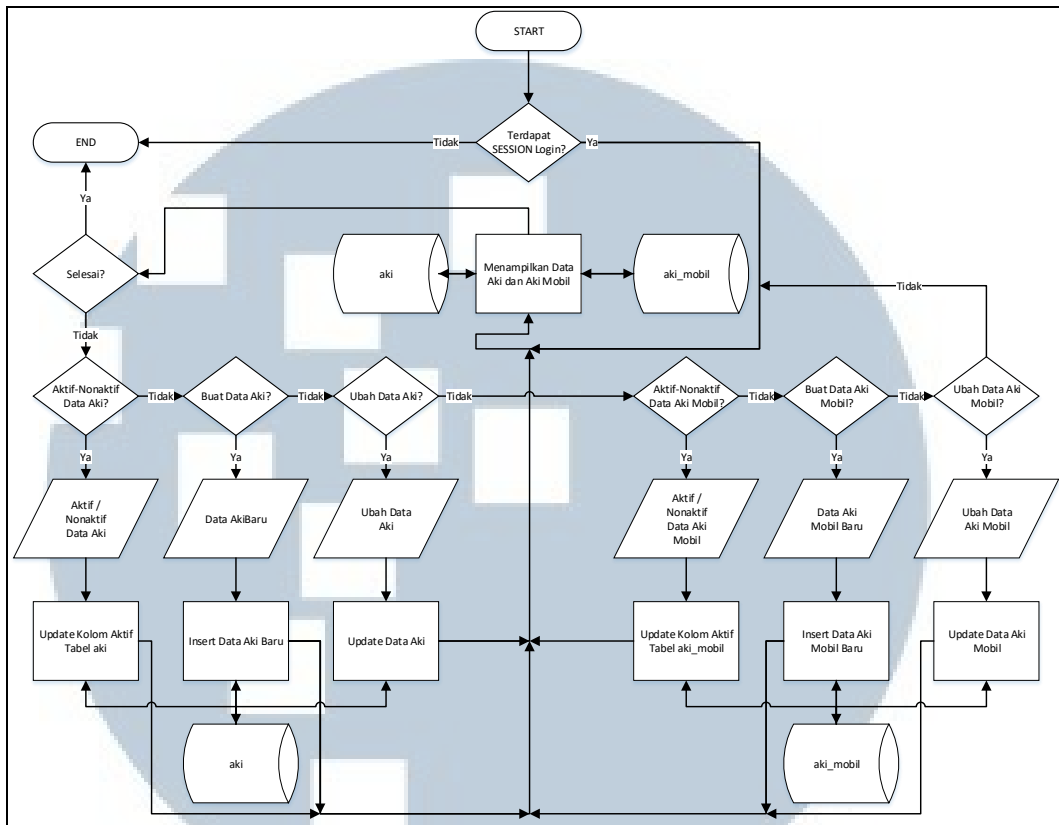 START
Terdapat
SESSION Login?
Tidak
Ya
END
Ya
Selesai?
Tidak
aki
Menampilkan Data
Aki dan Aki Mobil
aki_mobil
Tidak
Aktif-Nonaktif
Data Aki?
Tidak
Buat Data Aki?
Tidak
Ubah Data Aki?
Tidak
Aktif-Nonaktif
Data Aki Mobil?
Tidak
Buat Data Aki
Mobil?
Tidak
Ubah Data Aki
Mobil?
Ya
Ya
Ya
Ya
Ya
Ya
Aktif /
Nonaktif
Data Aki
Data AkiBaru
Ubah Data
Aki
Aktif /
Nonaktif
Data Aki
Mobil
Data Aki
Mobil Baru
Ubah Data
Aki Mobil
Update Kolom Aktif
Tabel aki
Insert Data Aki Baru
Update Data Aki
Update Kolom Aktif
Tabel aki_mobil
Insert Data Aki
Mobil Baru
Update Data Aki
Mobil
aki
aki_mobil